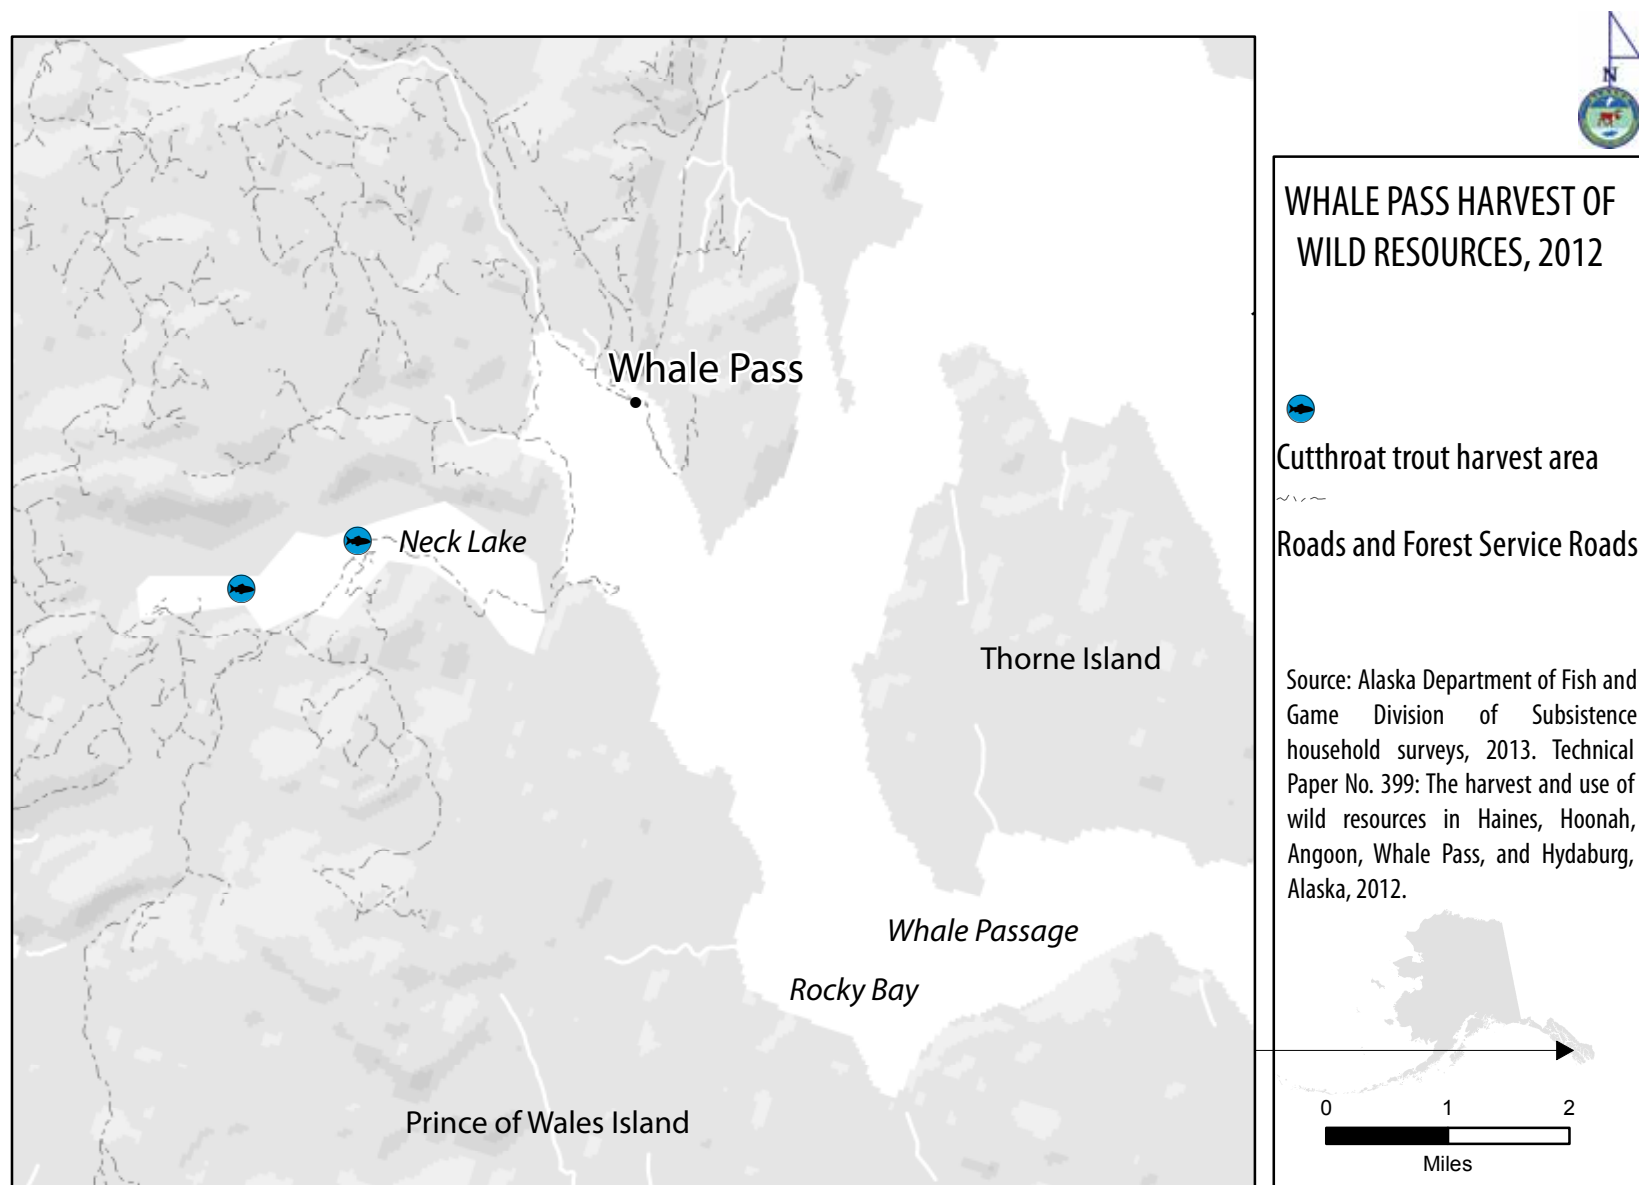 N
WHALE PASS HARVEST OF
WILD RESOURCES, 2012
Whale Pass
Cutthroat trout harvest area
Neck Lake
Roads and Forest Service Roads
Thorne Island
Source: Alaska Department of Fish and
Game Division of Subsistence
household surveys, 2013. Technical
Paper No. 399: The harvest and use of
wild resources in Haines, Hoonah,
Angoon, Whale Pass, and Hydaburg,
Alaska, 2012.
Whale Passage
Rocky Bay
Prince of Wales Island
0 1 2
Miles